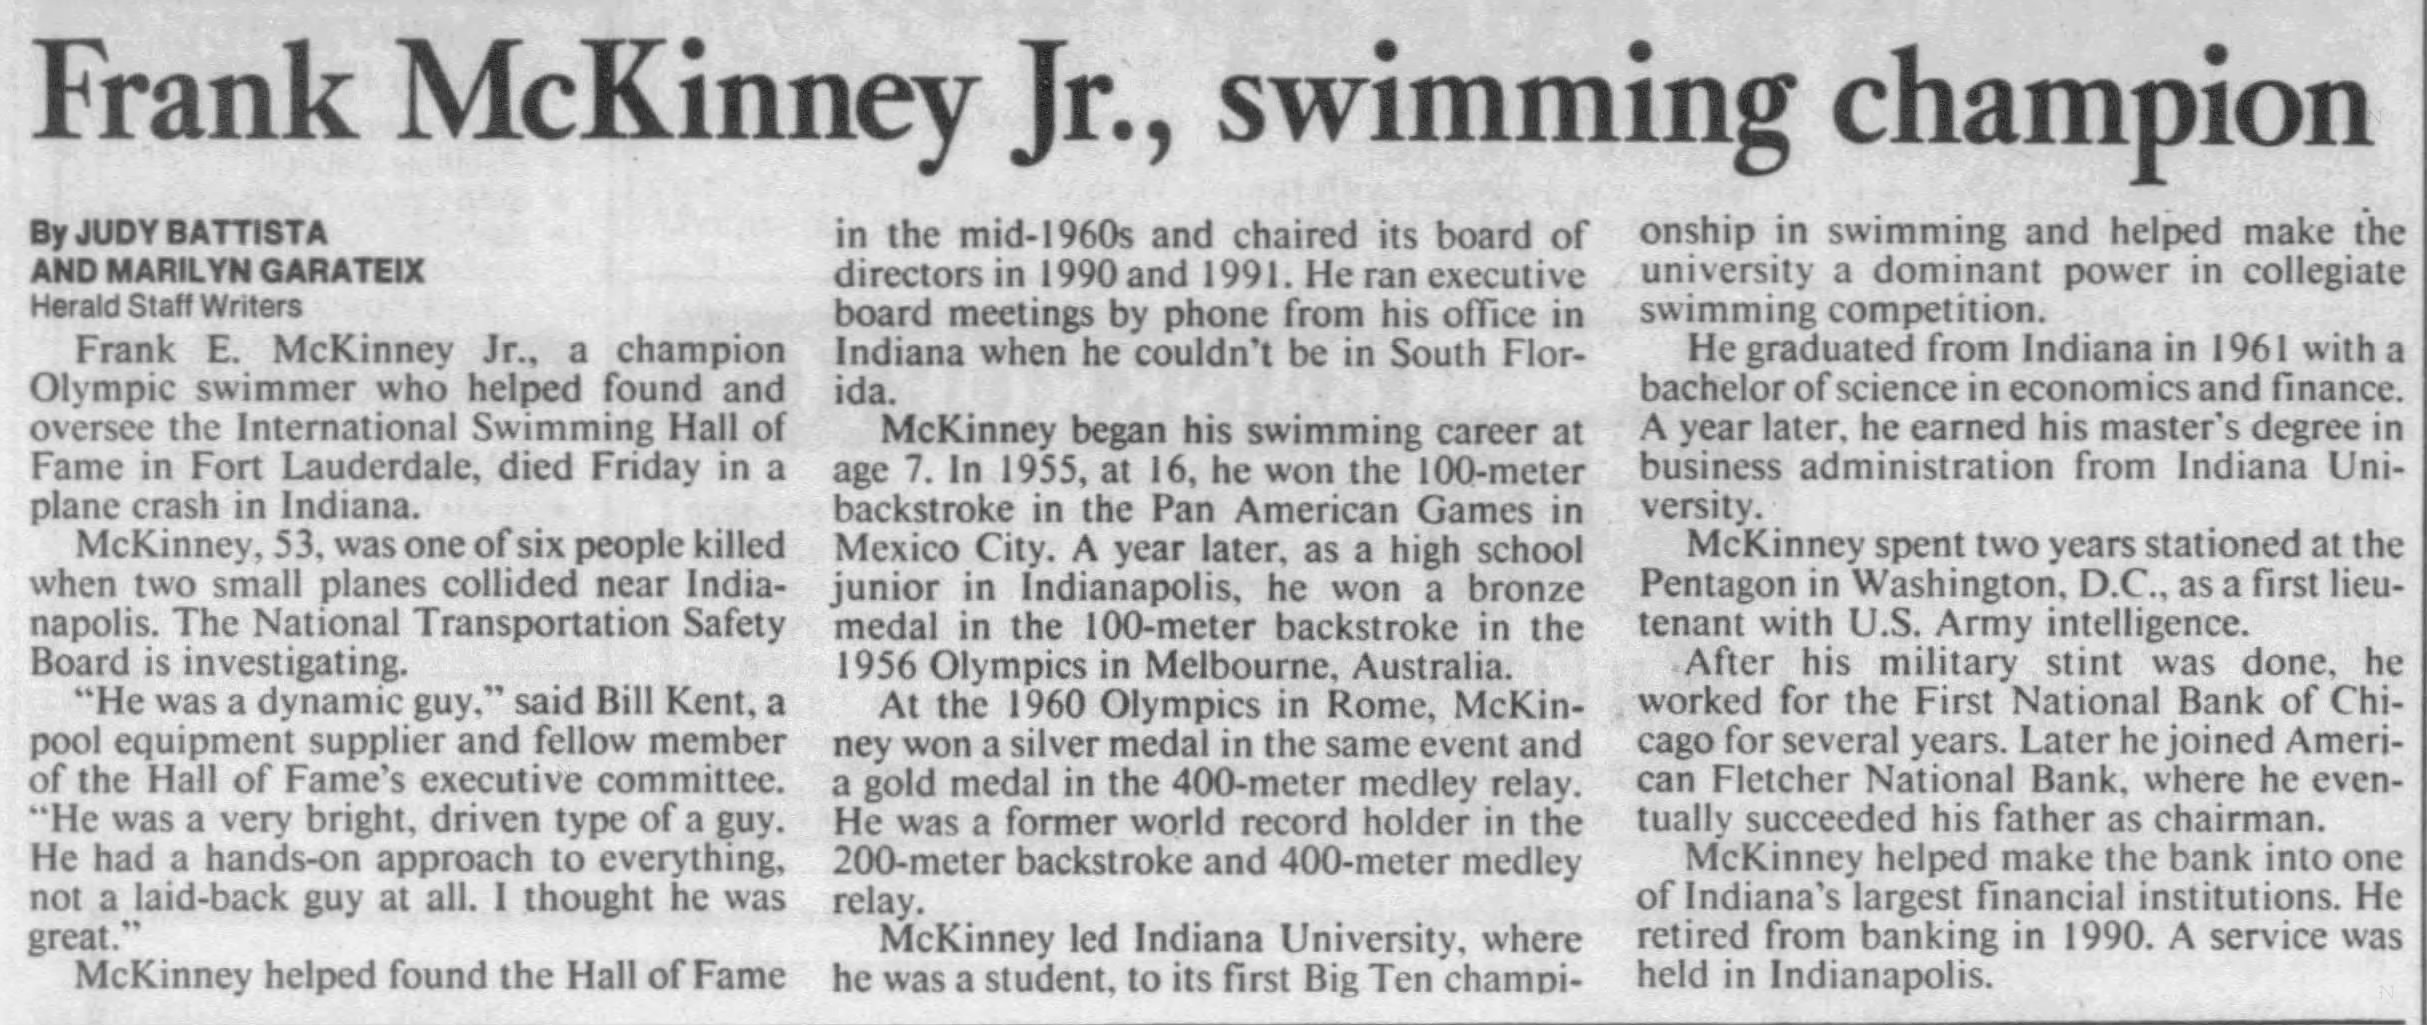 Frank McKinney Jr., swimming champion
By JUDY BATTISTA
AND MARILYN GARATEIX
Herald Staff Writers
Frank E. McKinney Jr., a champion
Olympic swimmer who helped found and
oversee the International Swimming Hall of
Fame in Fort Lauderdale, died Friday in a
plane crash in Indiana.
McKinney, 53, was one of six people killed
when two small planes collided near India-
napolis. The National Transportation Safety
Board is investigating.
“He was a dynamic guy,” said Bill Kent, a
pool equipment supplier and fellow member
of the Hall of Fame’s executive committee.
“He was a very bright, driven type of a guy.
He had a hands-on approach to everything,
not a laid-back guy at all. I thought he was
great.”
McKinney helped found the Hall of Fame
in the mid-1960s and chaired its board of
directors in 1990 and 1991. He ran executive
board meetings by phone from his office in
Indiana when he couldn’t be in South Flor-
ida.
McKinney began his swimming career at
age 7. In 1955, at 16, he won the 100-meter
backstroke in the Pan American Games in
Mexico City. A year later, as a high school
junior in Indianapolis, he won a bronze
medal in the 100-meter backstroke in the
1956 Olympics in Melbourne, Australia.
At the 1960 Olympics in Rome, McKin-
ney won a silver medal in the same event and
a gold medal in the 400-meter medley relay.
He was a former world record holder in the
200-meter backstroke and 400-meter medley
relay.
McKinney led Indiana University, where
he was a student, to its first Big Ten champi-
onship in swimming and helped make the
university a dominant power in collegiate
swimming competition.
He graduated from Indiana in 1961 with a
bachelor of science in economics and finance.
A year later, he earned his master’s degree in
business administration from Indiana Uni-
versity.
McKinney spent two years stationed at the
Pentagon in Washington, D.C., as a first lieu-
tenant with U.S. Army intelligence.
After his military stint was done, he
worked for the First National Bank of Chi-
cago for several years. Later he joined Ameri-
can Fletcher National Bank, where he even-
tually succeeded his father as chairman.
McKinney helped make the bank into one
of Indiana’s largest financial institutions. He
retired from banking in 1990. A service was
held in Indianapolis.